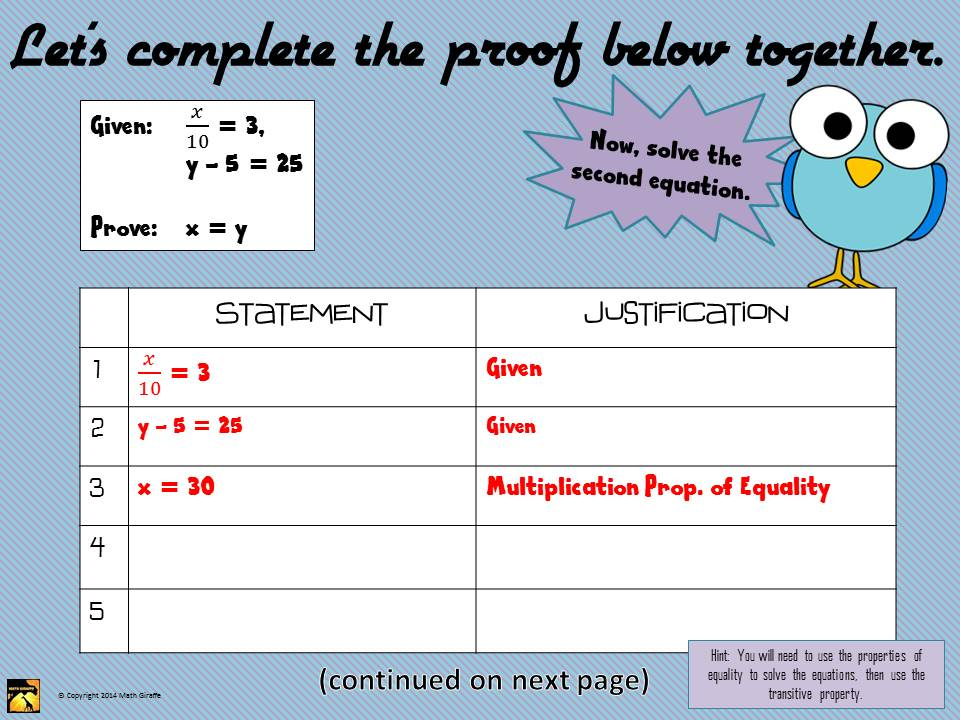 Let's complete the proof below together.
Given: x/10 = 3,
y - 5 = 25
Prove: x = y
Now, solve the
second equation.
STATEMENT JUSTIFICATION
1 x/10 = 3 Given
2 y - 5 = 25 Given
3 x = 30 Multiplication Prop. of Equality
4
5
Hint: You will need to use the properties of
equality to solve the equations, then use the
transitive property.
(continued on next page)
MATH GIRAFFE
© Copyright 2014 Math Giraffe